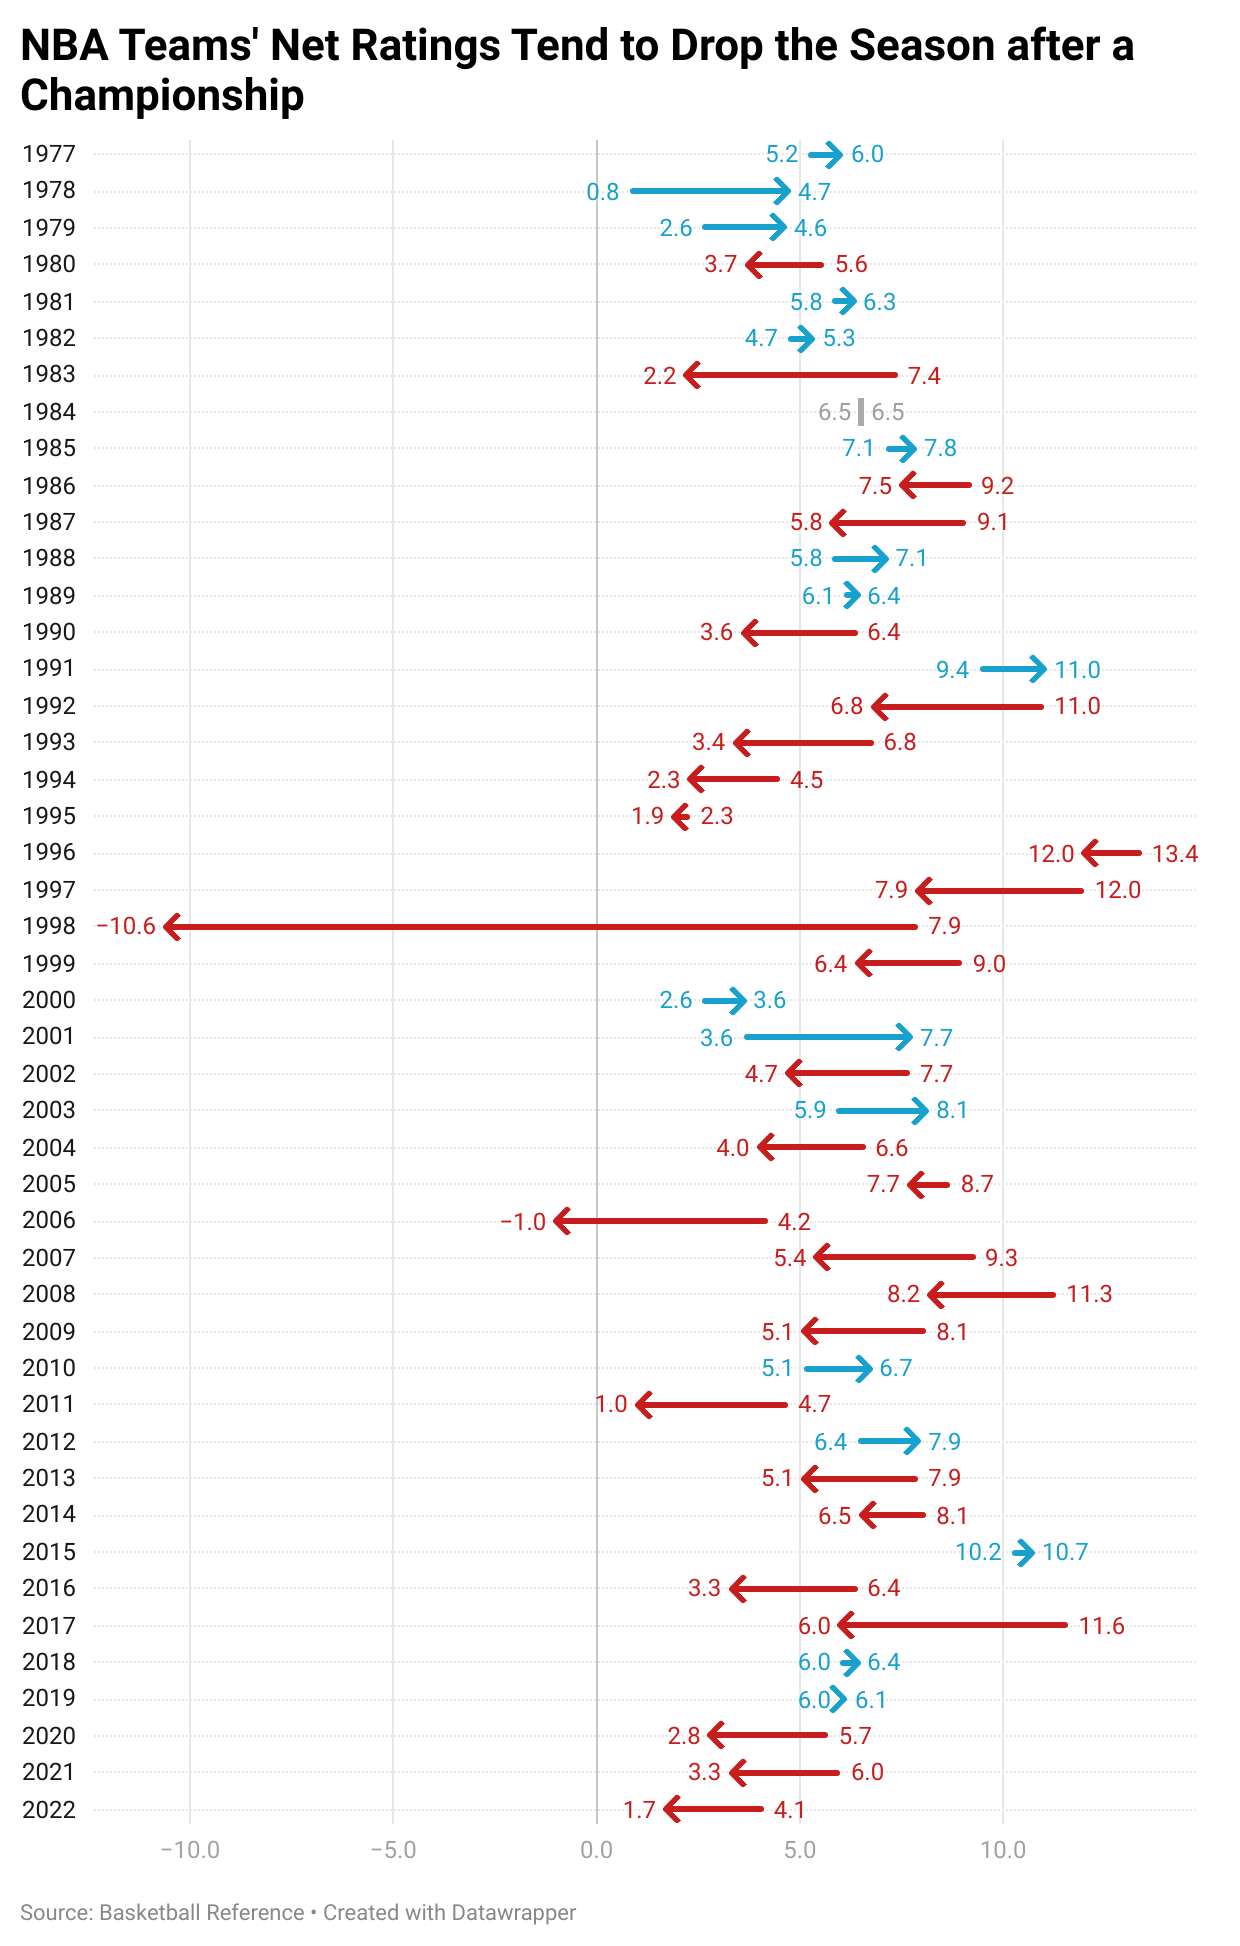 NBA Teams' Net Ratings Tend to Drop the Season after a
Championship
1977 5.2 6.0
1978 0.8 4.7
1979 2.6 4.6
1980 3.7 5.6
1981 5.8 6.3
1982 4.7 5.3
1983 2.2 7.4
1984 6.5 6.5
1985 7.1 7.8
1986 7.5 9.2
1987 5.8 9.1
1988 5.8 7.1
1989 6.1 6.4
1990 3.6 6.4
1991 9.4 11.0
1992 6.8 11.0
1993 3.4 6.8
1994 2.3 4.5
1995 1.9 2.3
1996 12.0 13.4
1997 7.9 12.0
1998 −10.6 7.9
1999 6.4 9.0
2000 2.6 3.6
2001 3.6 7.7
2002 4.7 7.7
2003 5.9 8.1
2004 4.0 6.6
2005 7.7 8.7
2006 −1.0 4.2
2007 5.4 9.3
2008 8.2 11.3
2009 5.1 8.1
2010 5.1 6.7
2011 1.0 4.7
2012 6.4 7.9
2013 5.1 7.9
2014 6.5 8.1
2015 10.2 10.7
2016 3.3 6.4
2017 6.0 11.6
2018 6.0 6.4
2019 6.0 6.1
2020 2.8 5.7
2021 3.3 6.0
2022 1.7 4.1
−10.0 −5.0 0.0 5.0 10.0
Source: Basketball Reference • Created with Datawrapper